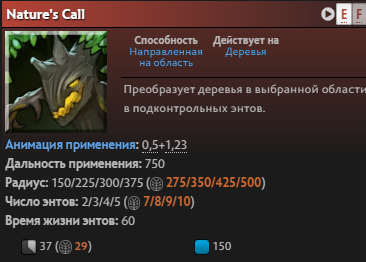 Nature's Call
E F
Способность Действует на
Направленная Деревья
на область
Преобразует деревья в выбранной области
в подконтрольных энтов.
Анимация применения: 0,5+1,23
Дальность применения: 750
Радиус: 150/225/300/375 (275/350/425/500)
Число энтов: 2/3/4/5 (7/8/9/10)
Время жизни энтов: 60
37 (29) 150